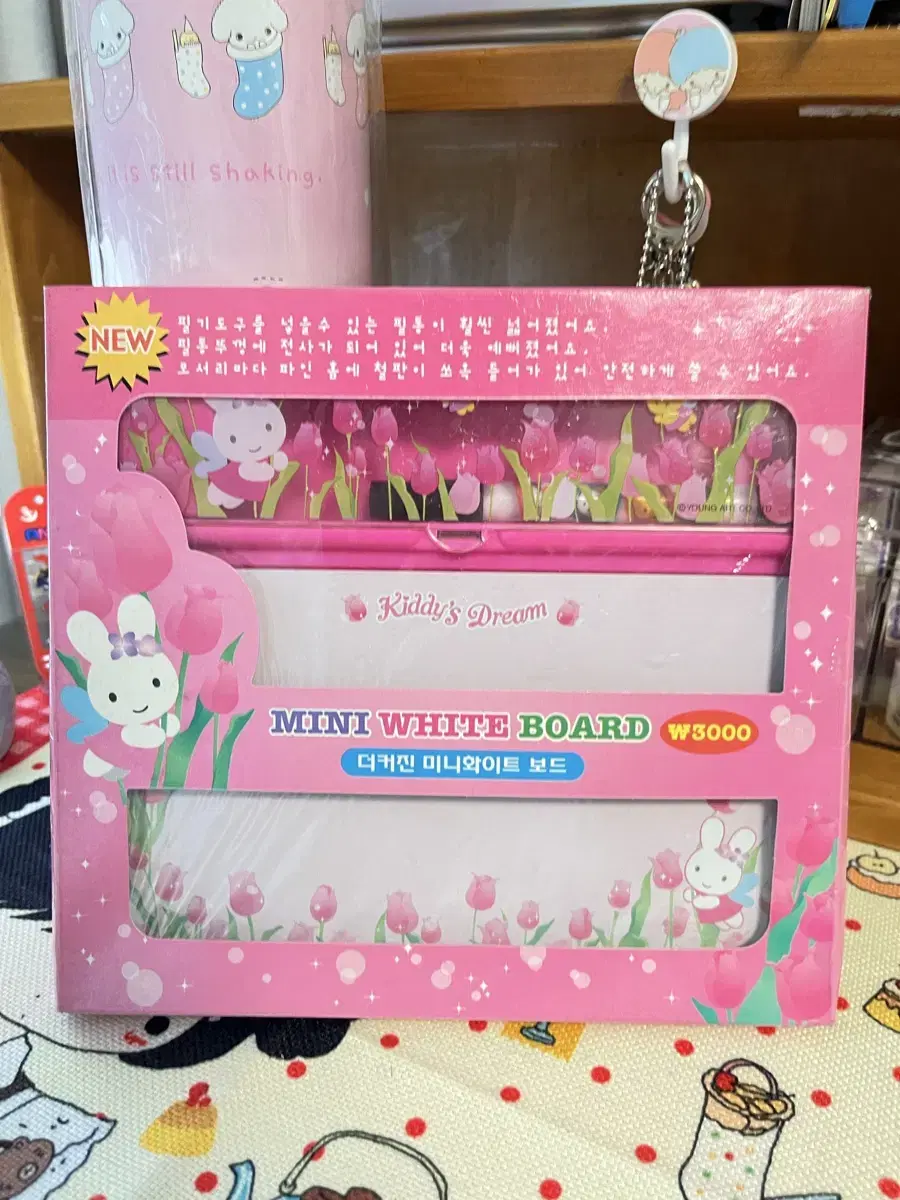 is still shaking.
NEW
필기도구를 넣을수 있는 필통이 훨씬 넓어졌어요.
필통뚜껑에 전사가 되어 있어 더욱 예뻐졌어요.
모서리마다 파인 홈에 철판이 쏘옥 들어가 있어 안전하게 쓸 수 있어요.
©YOUNG ART CO., LTD
Kiddy's Dream
MINI WHITE BOARD ₩3000
더커진 미니화이트 보드